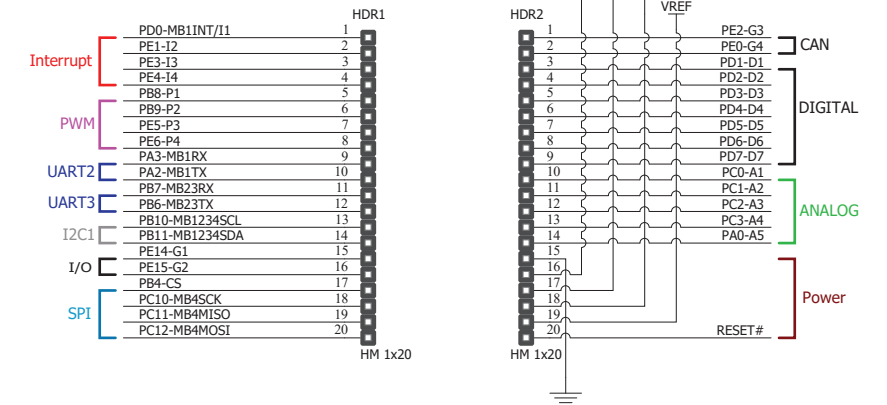 HDR1
PD0-MB1INT/I1 1
PE1-I2 2
PE3-I3 3
PE4-I4 4
PB8-P1 5
PB9-P2 6
PE5-P3 7
PE6-P4 8
PA3-MB1RX 9
PA2-MB1TX 10
PB7-MB23RX 11
PB6-MB23TX 12
PB10-MB1234SCL 13
PB11-MB1234SDA 14
PE14-G1 15
PE15-G2 16
PB4-CS 17
PC10-MB4SCK 18
PC11-MB4MISO 19
PC12-MB4MOSI 20
HM 1x20
Interrupt
PWM
UART2
UART3
I2C1
I/O
SPI
VREF
HDR2
1 PE2-G3
2 PE0-G4
3 PD1-D1
4 PD2-D2
5 PD3-D3
6 PD4-D4
7 PD5-D5
8 PD6-D6
9 PD7-D7
10 PC0-A1
11 PC1-A2
12 PC2-A3
13 PC3-A4
14 PA0-A5
15
16
17
18
19
20 RESET#
HM 1x20
CAN
DIGITAL
ANALOG
Power